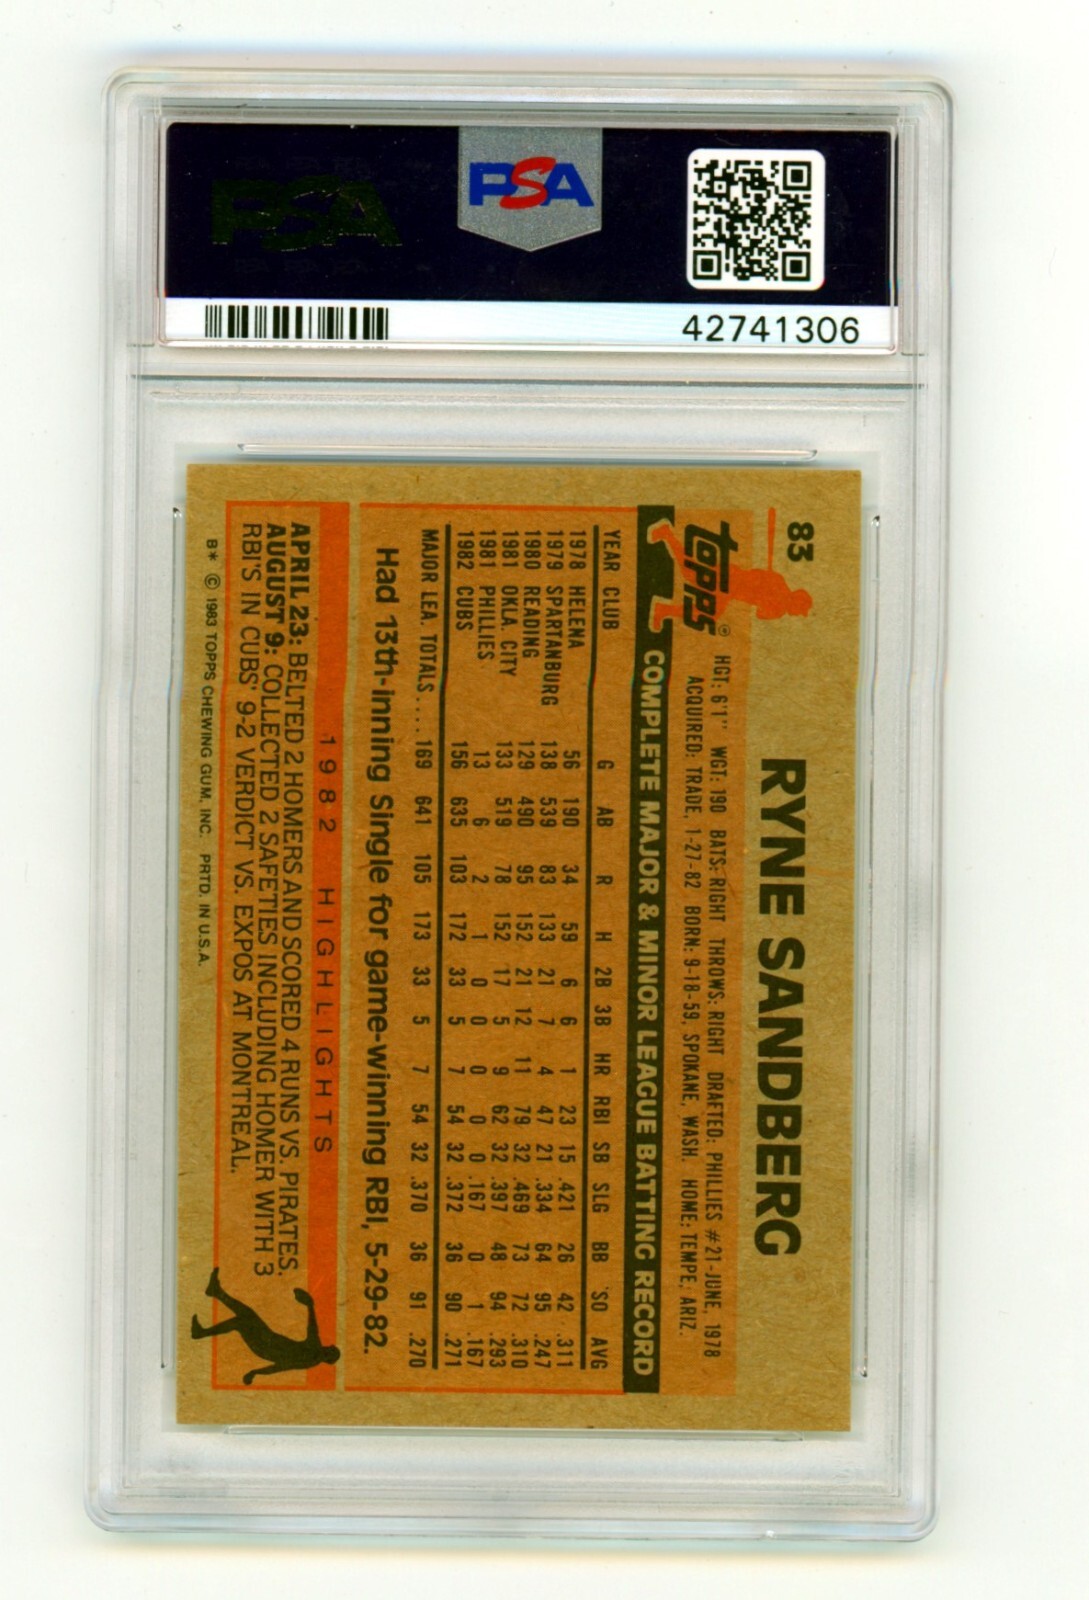 PSA
PSA
42741306
83
RYNE SANDBERG
TOPPS®
HGT: 6'1" WGT: 190 BATS: RIGHT THROWS: RIGHT DRAFTED: PHILLIES #21-JUNE, 1978
ACQUIRED: TRADE, 1-27-82 BORN: 9-18-59, SPOKANE, WASH. HOME: TEMPE, ARIZ.
COMPLETE MAJOR & MINOR LEAGUE BATTING RECORD
YEAR CLUB G AB R H 2B 3B HR RBI SB SLG BB SO AVG
1978 HELENA 56 190 34 59 6 6 1 23 15 .421 26 42 .311
1979 SPARTANBURG 138 539 83 133 21 7 4 47 21 .334 64 95 .247
1980 READING 129 490 95 152 21 12 11 79 32 .469 73 72 .310
1981 OKLA. CITY 133 519 78 152 17 5 9 62 32 .397 48 94 .293
1981 PHILLIES 13 6 2 1 0 0 0 0 0 .167 0 1 .167
1982 CUBS 156 635 103 172 33 5 7 54 32 .372 36 90 .271
MAJOR LEA. TOTALS.... 169 641 105 173 33 5 7 54 32 .370 36 91 .270
Had 13th-inning Single for game-winning RBI, 5-29-82.
1982 HIGHLIGHTS
APRIL 23: BELTED 2 HOMERS AND SCORED 4 RUNS VS. PIRATES.
AUGUST 9: COLLECTED 2 SAFETIES INCLUDING HOMER WITH 3
RBI'S IN CUBS' 9-2 VERDICT VS. EXPOS AT MONTREAL.
B* © 1983 TOPPS CHEWING GUM, INC. PRTD. IN U.S.A.